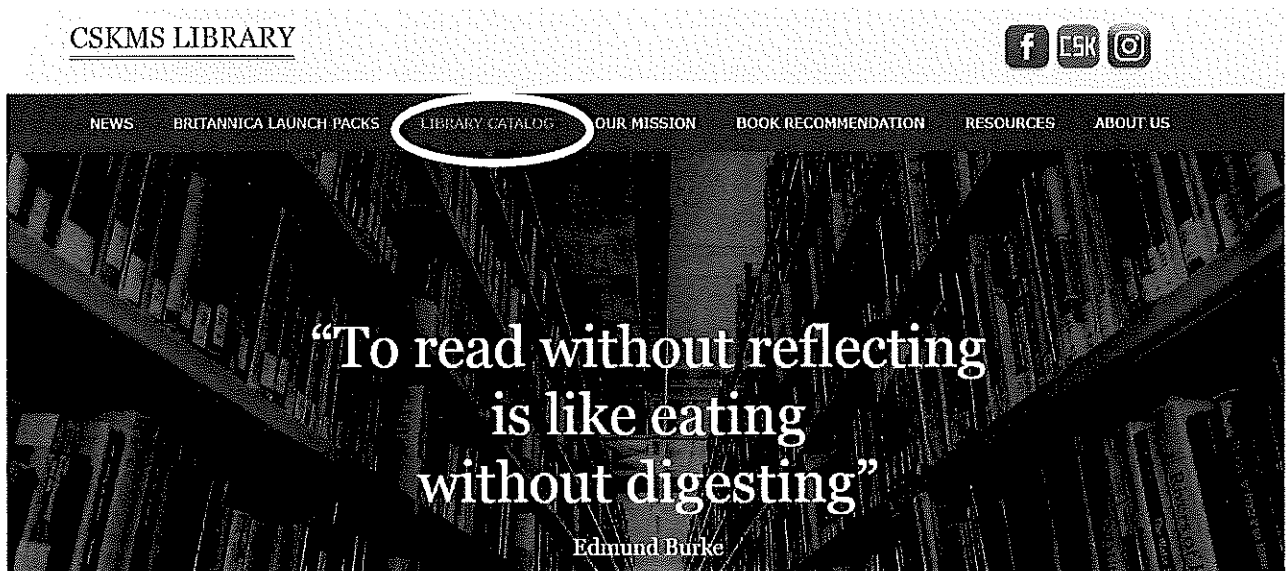 CSKMS LIBRARY
f CSK
NEWS BRITANNICA LAUNCH PACKS LIBRARY CATALOG OUR MISSION BOOK RECOMMENDATION RESOURCES ABOUT US
“To read without reflecting
is like eating
without digesting”
Edmund Burke